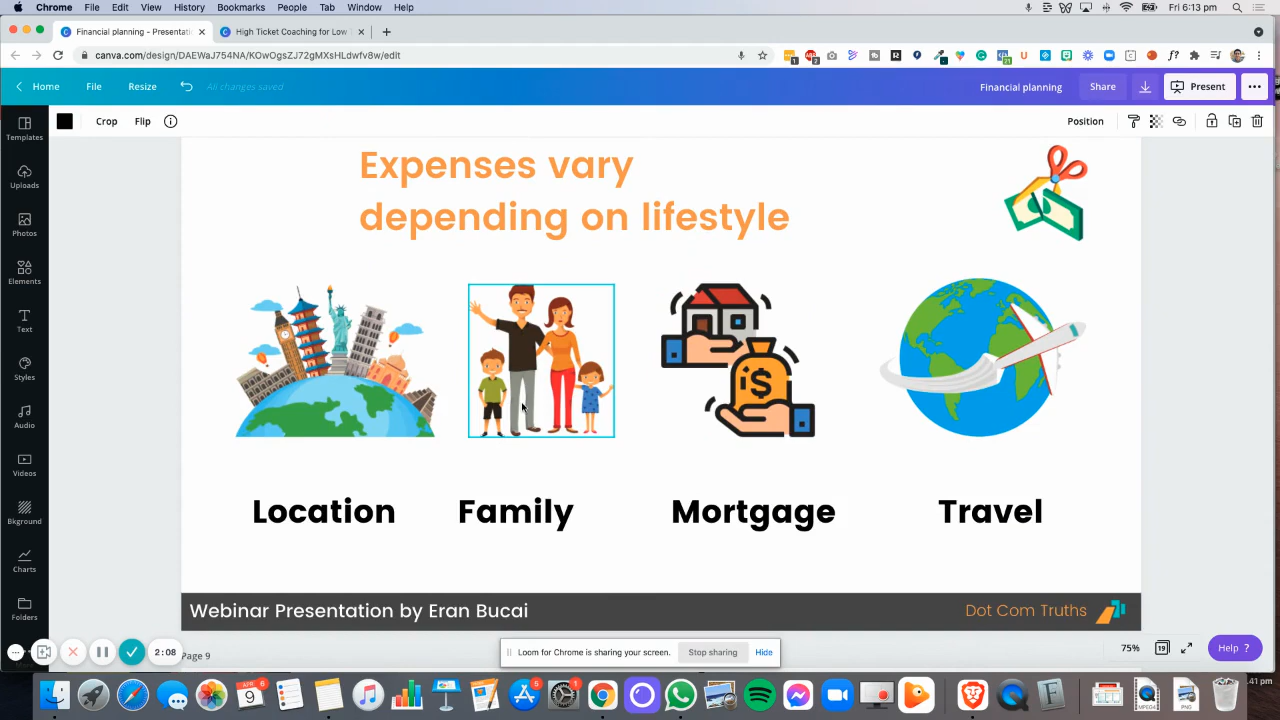 Chrome File Edit View History Bookmarks People Tab Window Help
Fri 6:13 pm
Financial planning - Presentatio
High Ticket Coaching for Low T
canva.com/design/DAEWaJ754NA/KOwOgsZJ72gMXsHLdwfv8w/edit
Home File Resize All changes saved
Financial planning Share Present
Crop Flip Position
Templates
Uploads
Photos
Elements
Text
Styles
Audio
Videos
Bkground
Charts
Folders
Expenses vary
depending on lifestyle
Location Family Mortgage Travel
Webinar Presentation by Eran Bucai
Dot Com Truths
2:08
Page 9
Loom for Chrome is sharing your screen. Stop sharing Hide
75% 19 Help ?